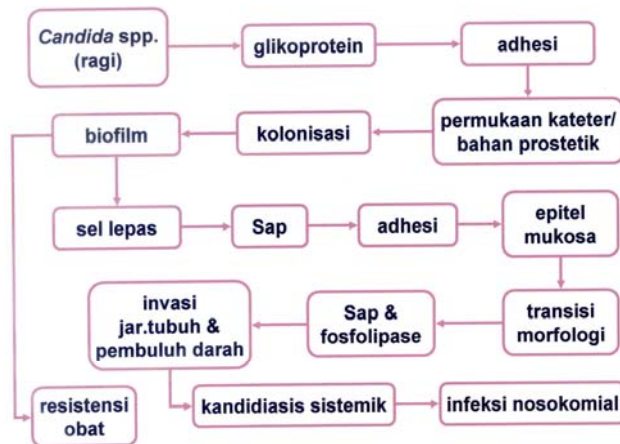 Candida spp.
(ragi)
glikoprotein
adhesi
permukaan kateter/
bahan prostetik
kolonisasi
biofilm
sel lepas
Sap
adhesi
epitel
mukosa
transisi
morfologi
Sap &
fosfolipase
invasi
jar.tubuh &
pembuluh darah
resistensi
obat
kandidiasis sistemik
infeksi nosokomial